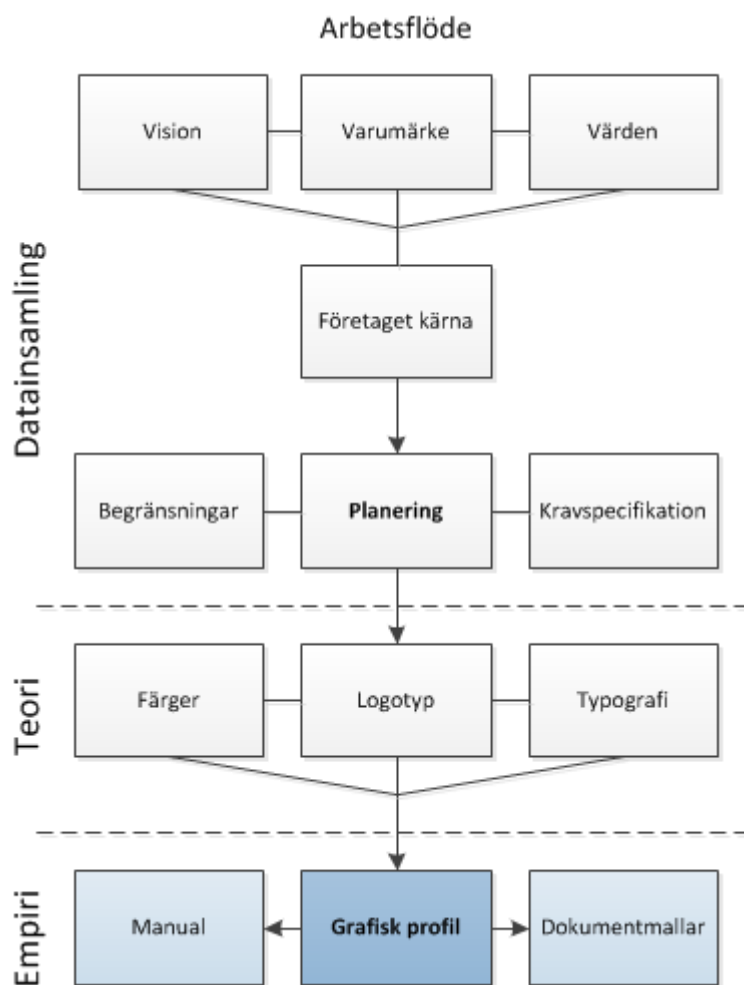 Arbetsflöde
Vision
Varumärke
Värden
Datainsamling
Företaget kärna
Begränsningar
Planering
Kravspecifikation
Teori
Färger
Logotyp
Typografi
Empiri
Manual
Grafisk profil
Dokumentmallar